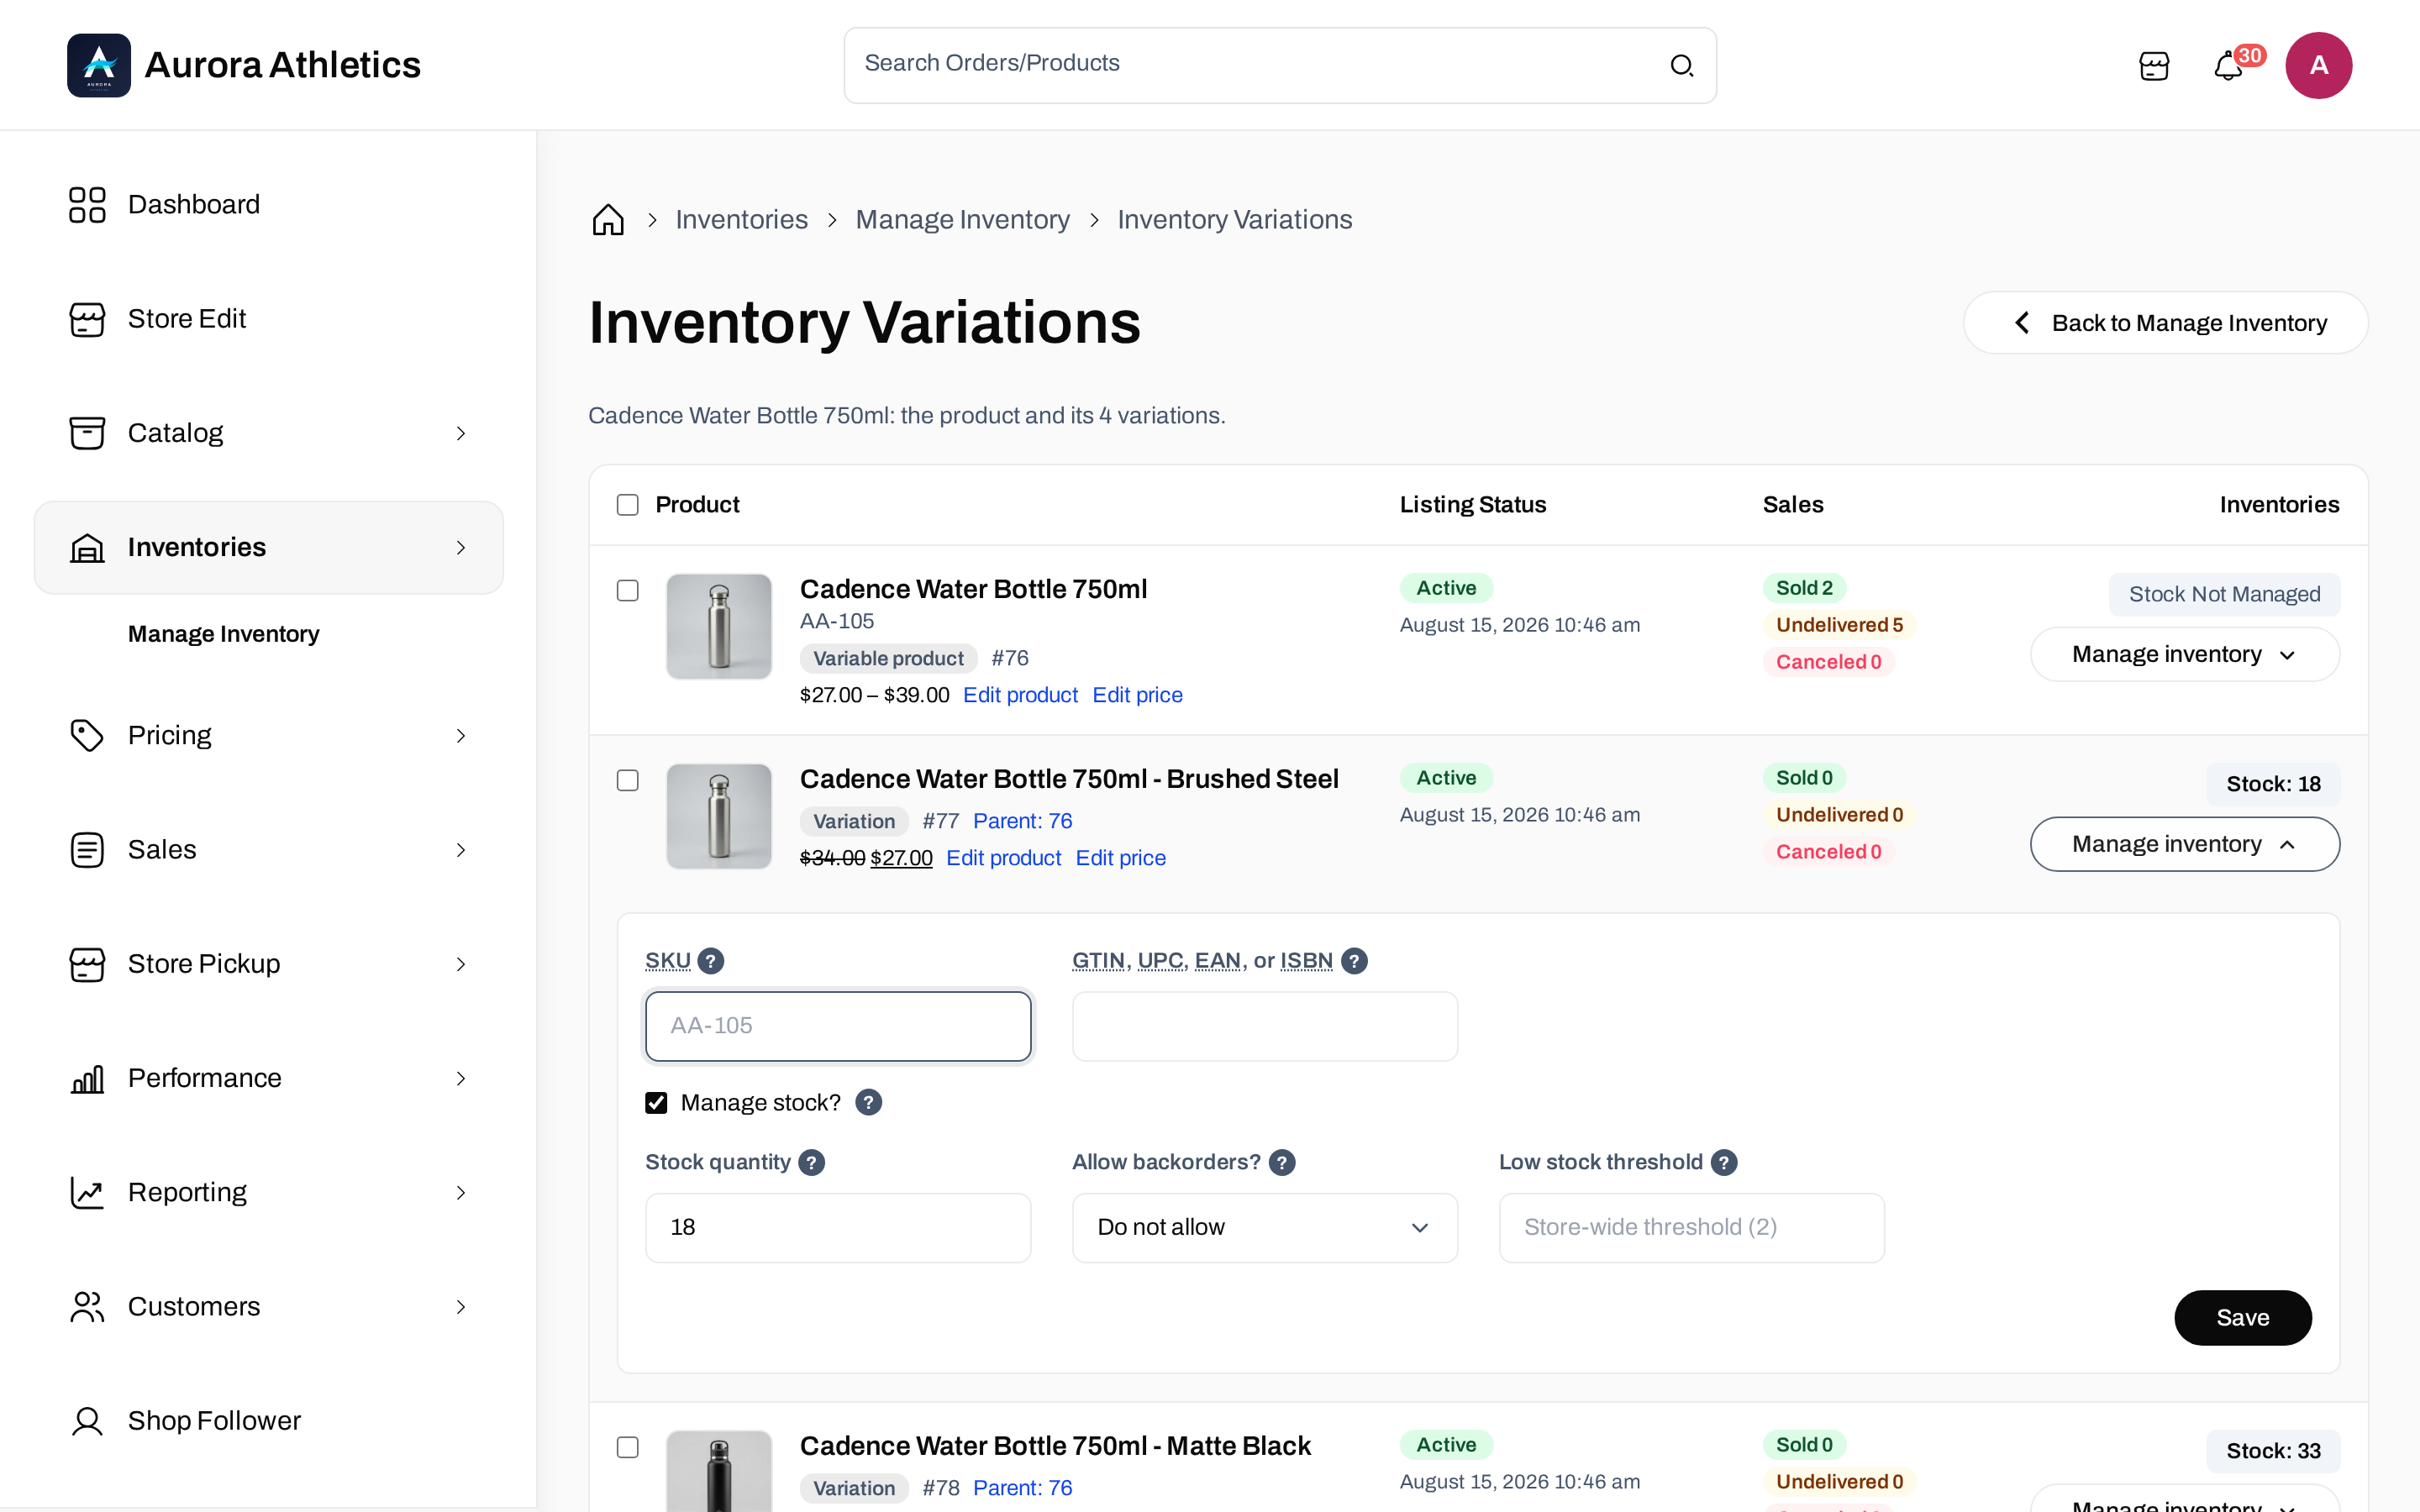 Aurora Athletics
Search Orders/Products
30
A
Dashboard
Store Edit
Catalog
Inventories
Manage Inventory
Pricing
Sales
Store Pickup
Performance
Reporting
Customers
Shop Follower
Inventories
Manage Inventory
Inventory Variations
Inventory Variations
Back to Manage Inventory
Cadence Water Bottle 750ml: the product and its 4 variations.
Product Listing Status Sales Inventories
Cadence Water Bottle 750ml
AA-105
Variable product #76
$27.00 – $39.00 Edit product Edit price
Active
August 15, 2026 10:46 am
Sold 2
Undelivered 5
Canceled 0
Stock Not Managed
Manage inventory
Cadence Water Bottle 750ml - Brushed Steel
Variation #77 Parent: 76
$34.00 $27.00 Edit product Edit price
Active
August 15, 2026 10:46 am
Sold 0
Undelivered 0
Canceled 0
Stock: 18
Manage inventory
SKU ?
GTIN, UPC, EAN, or ISBN ?
AA-105
Manage stock? ?
Stock quantity ?
Allow backorders? ?
Low stock threshold ?
18
Do not allow
Store-wide threshold (2)
Save
Cadence Water Bottle 750ml - Matte Black
Variation #78 Parent: 76
Active
August 15, 2026 10:46 am
Sold 0
Undelivered 0
Stock: 33
Manage inventory